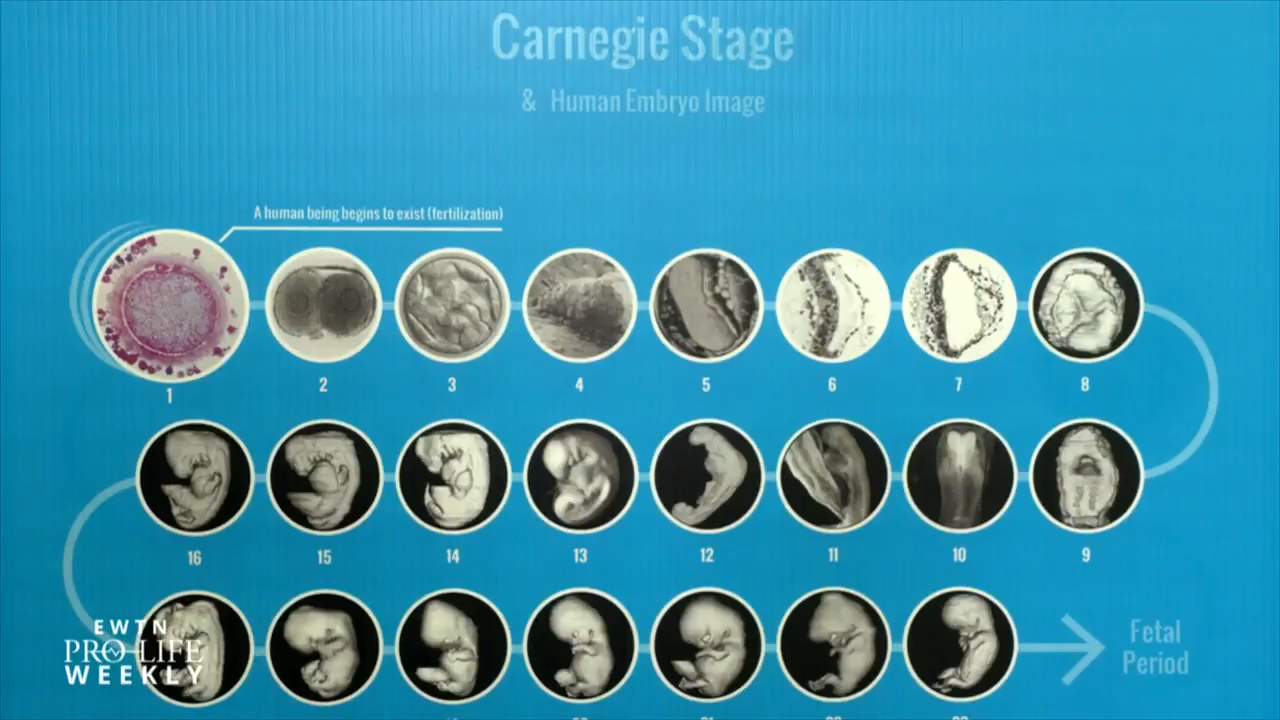 Carnegie Stage
& Human Embryo Image
A human being begins to exist (fertilization)
1
2
3
4
5
6
7
8
16
15
14
13
12
11
10
9
Fetal
Period
EWTN
PRO-LIFE
WEEKLY